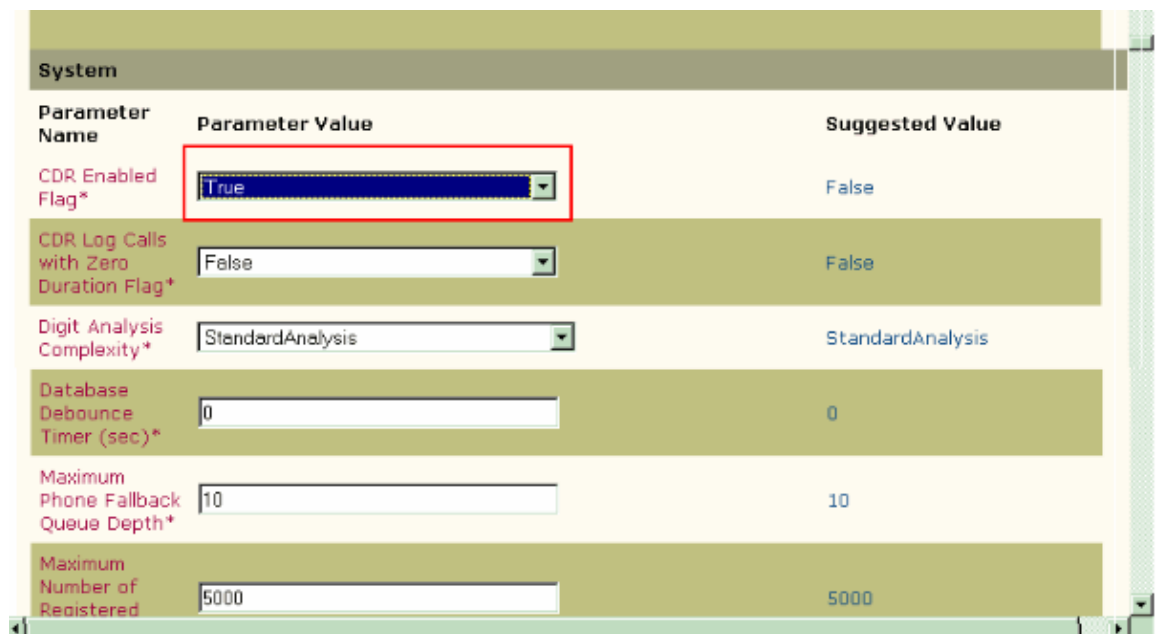 System
Parameter
Name
Parameter Value
Suggested Value
CDR Enabled
Flag*
True
False
CDR Log Calls
with Zero
Duration Flag*
False
False
Digit Analysis
Complexity*
StandardAnalysis
StandardAnalysis
Database
Debounce
Timer (sec)*
0
0
Maximum
Phone Fallback
Queue Depth*
10
10
Maximum
Number of
Registered
5000
5000